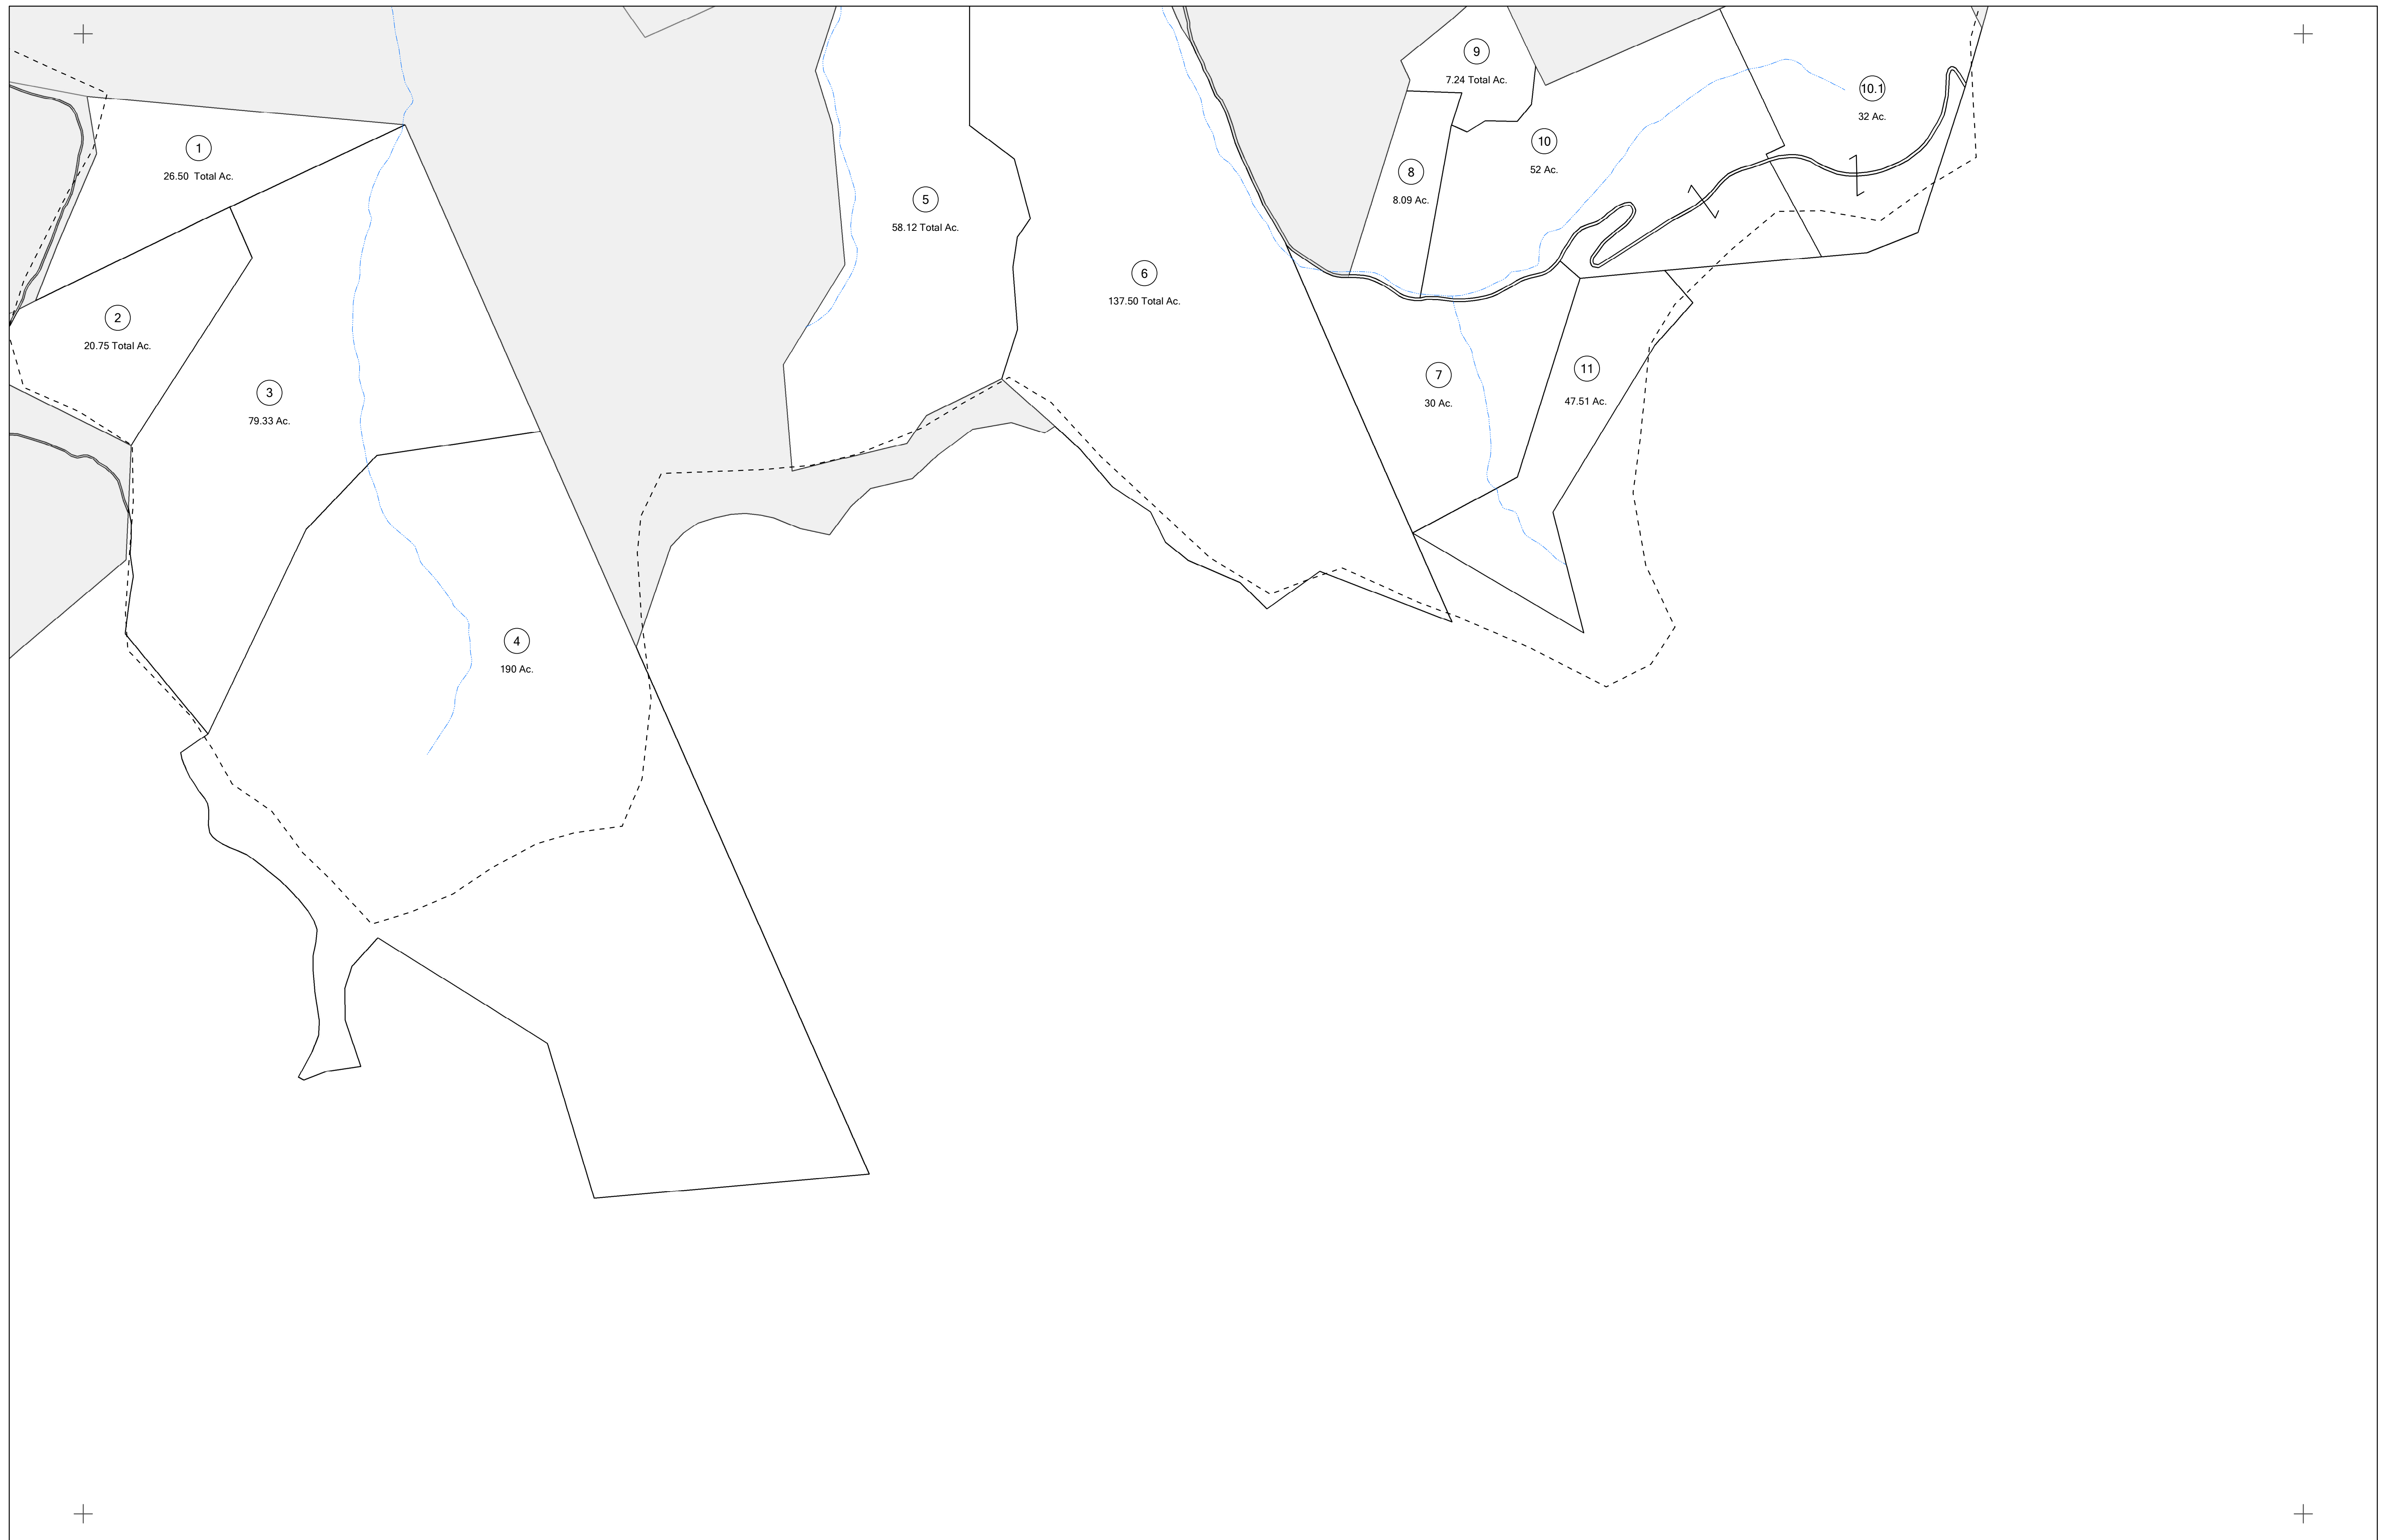 1
26.50 Total Ac.
2
20.75 Total Ac.
3
79.33 Ac.
4
190 Ac.
5
58.12 Total Ac.
6
137.50 Total Ac.
7
30 Ac.
8
8.09 Ac.
9
7.24 Total Ac.
10
52 Ac.
10.1
32 Ac.
11
47.51 Ac.